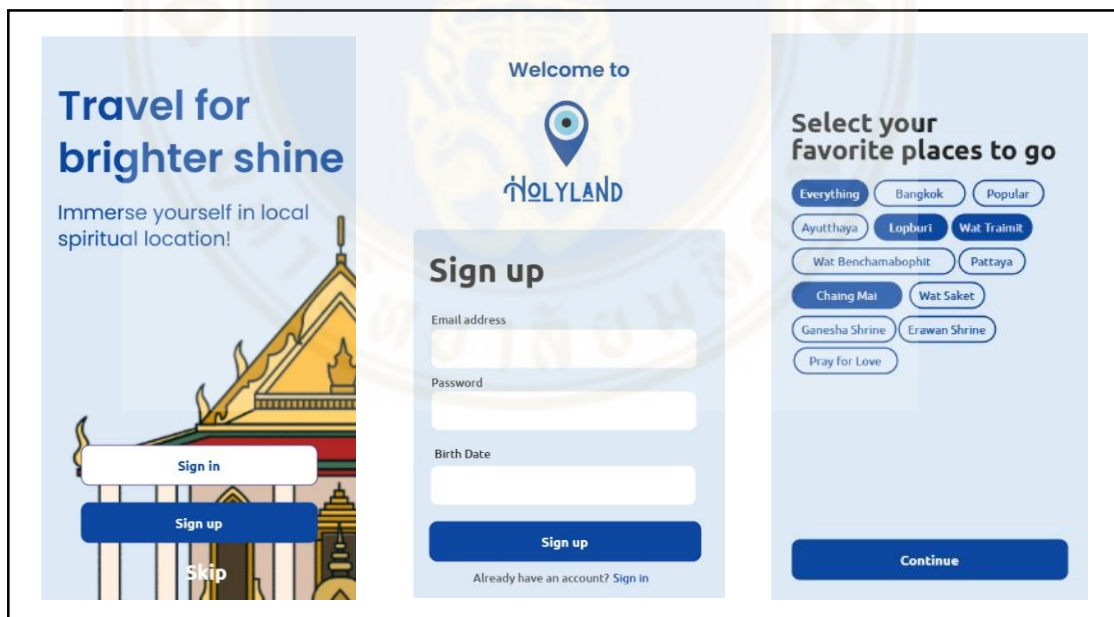 Travel for
brighter shine
Immerse yourself in local
spiritual location!
Sign in
Sign up
Skip
Welcome to
HOLYLAND
Sign up
Email address
Password
Birth Date
Sign up
Already have an account? Sign in
Select your
favorite places to go
Everything Bangkok Popular
Ayutthaya Lopburi Wat Traimit
Wat Benchamabophit Pattaya
Chaing Mai Wat Saket
Ganesha Shrine Erawan Shrine
Pray for Love
Continue